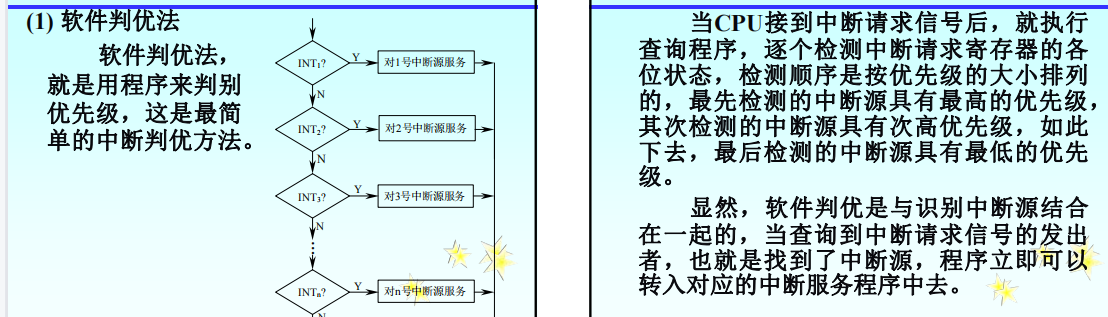 (1) 软件判优法
软件判优法，
就是用程序来判别
优先级，这是最简
单的中断判优方法。
INT₁?
Y
对1号中断源服务
N
INT₂?
Y
对2号中断源服务
N
INT₃?
Y
对3号中断源服务
N
INTₙ?
Y
对n号中断源服务
N
当CPU接到中断请求信号后，就执行
查询程序，逐个检测中断请求寄存器的各
位状态，检测顺序是按优先级的大小排列
的，最先检测的中断源具有最高的优先级，
其次检测的中断源具有次高优先级，如此
下去，最后检测的中断源具有最低的优先
级。
显然，软件判优是与识别中断源结合
在一起的，当查询到中断请求信号的发出
者，也就是找到了中断源，程序立即可以
转入对应的中断服务程序中去。